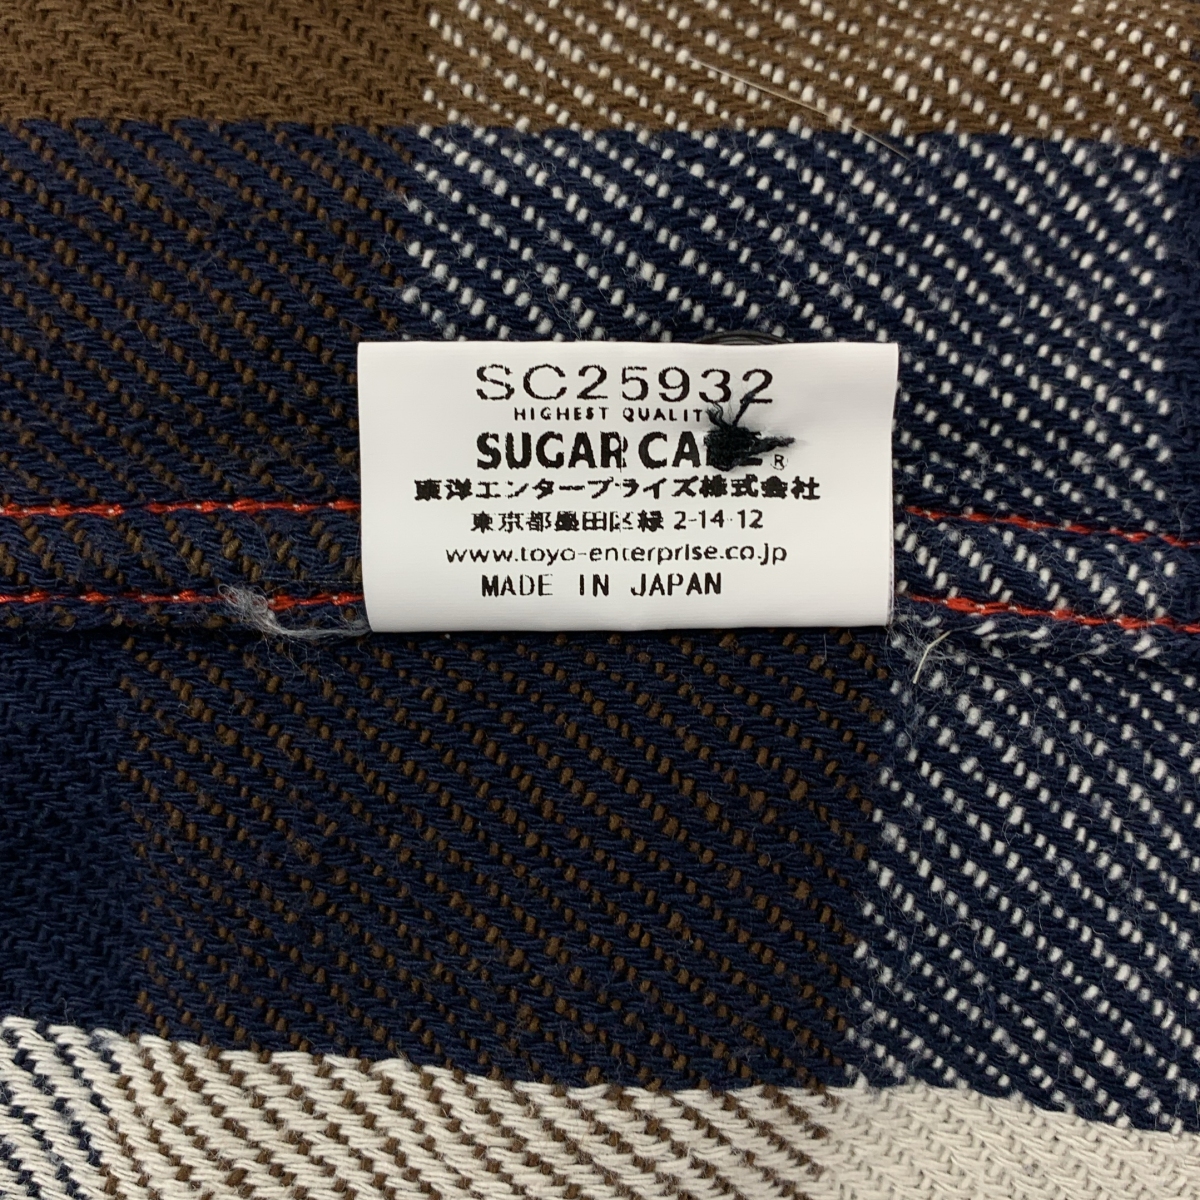 SC25932
HIGHEST QUALITY
SUGAR CANE ®
東洋エンタープライズ株式会社
東京都墨田区緑 2-14-12
www.toyo-enterprise.co.jp
MADE IN JAPAN